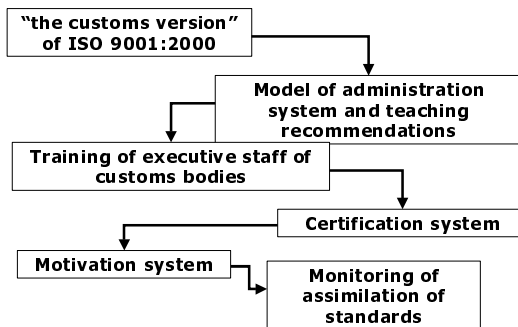 “the customs version”
of ISO 9001:2000
Model of administration
system and teaching
recommendations
Training of executive staff of
customs bodies
Certification system
Motivation system
Monitoring of
assimilation of
standards